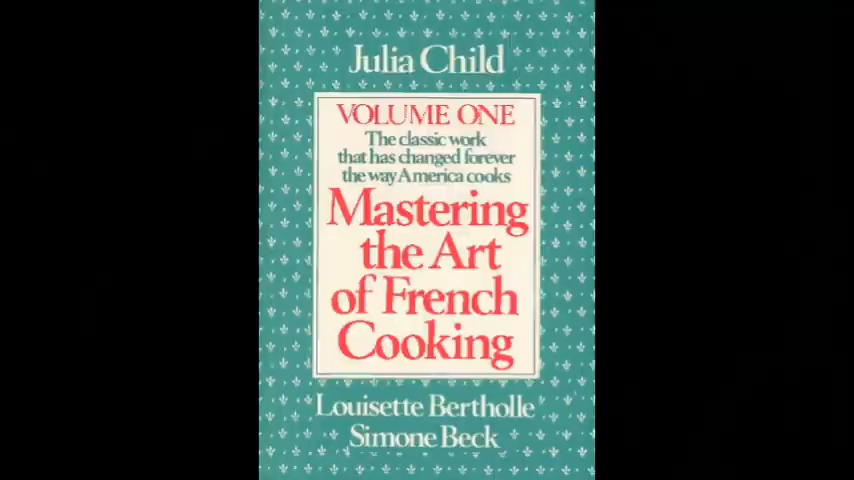 Julia Child
VOLUME ONE
The classic work
that has changed forever
the way America cooks
Mastering
the Art
of French
Cooking
Louisette Bertholle
Simone Beck